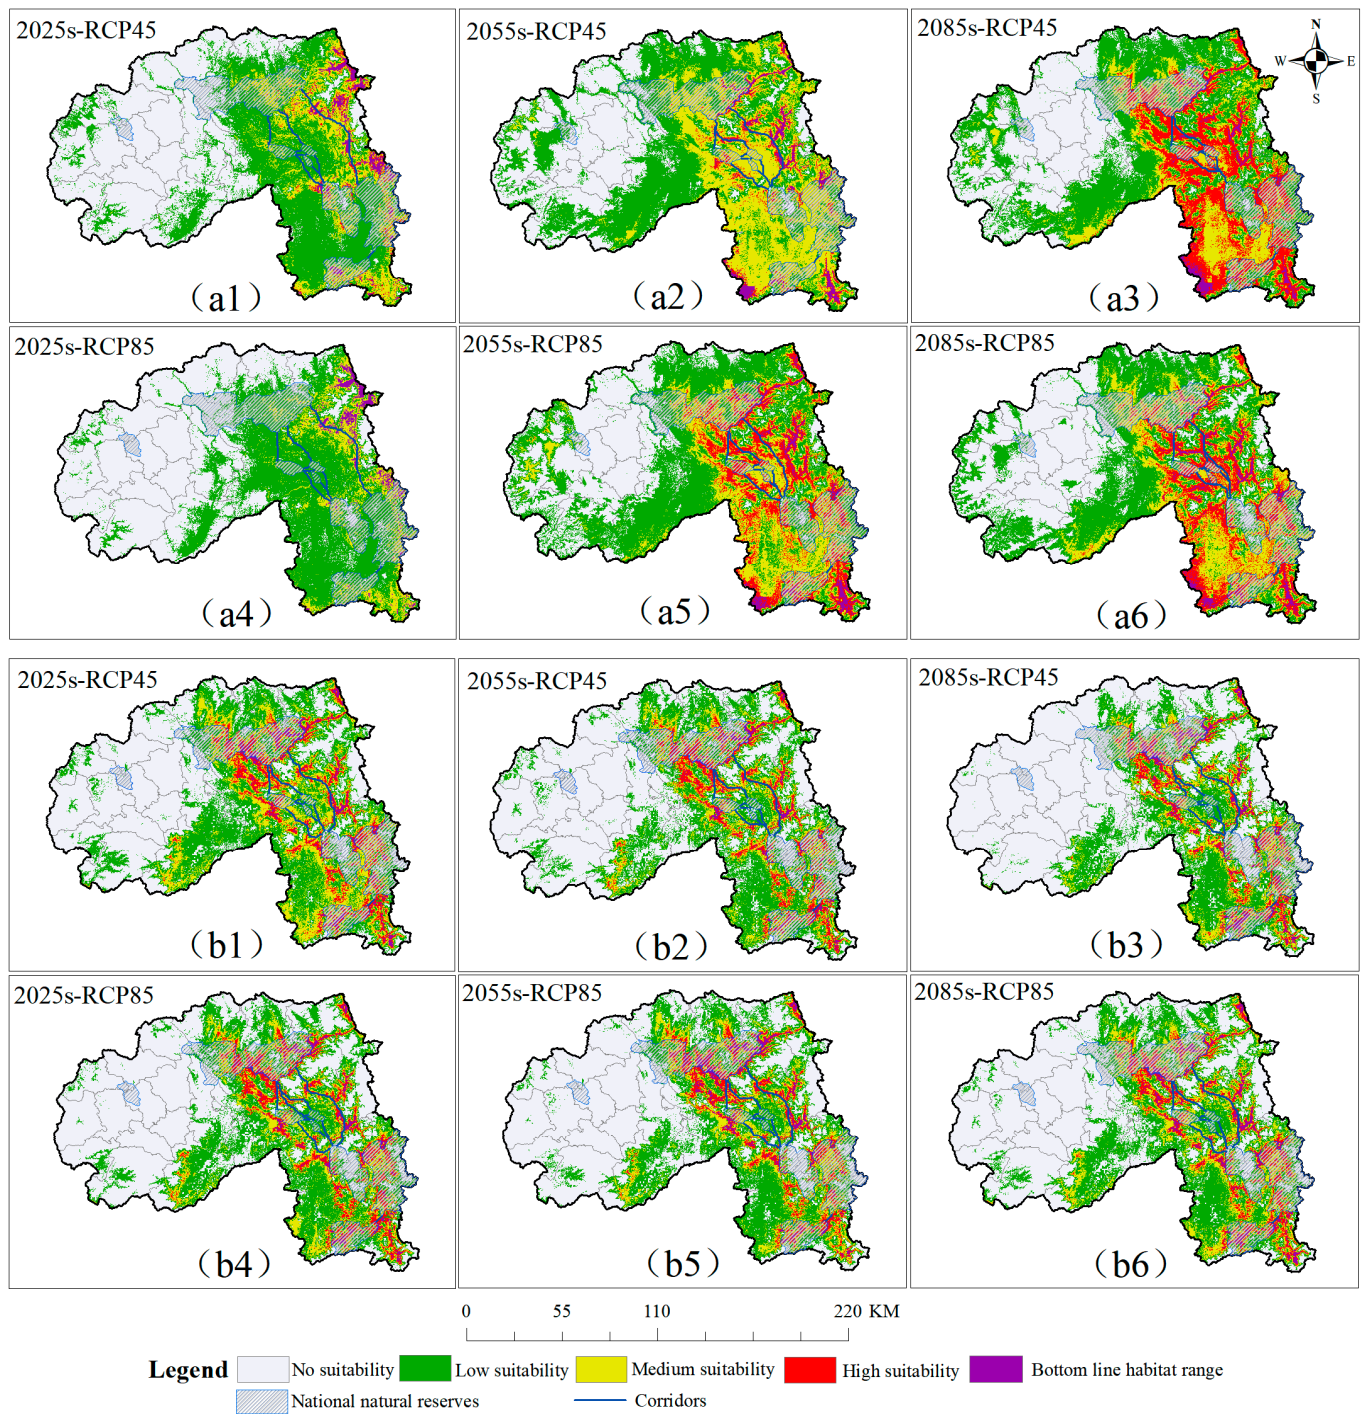 2025s-RCP45
2055s-RCP45
2085s-RCP45
N
W
E
S
（a1）
（a2）
（a3）
2025s-RCP85
2055s-RCP85
2085s-RCP85
（a4）
（a5）
（a6）
2025s-RCP45
2055s-RCP45
2085s-RCP45
（b1）
（b2）
（b3）
2025s-RCP85
2055s-RCP85
2085s-RCP85
（b4）
（b5）
（b6）
0 55 110 220 KM
Legend No suitability Low suitability Medium suitability High suitability Bottom line habitat range
National natural reserves Corridors